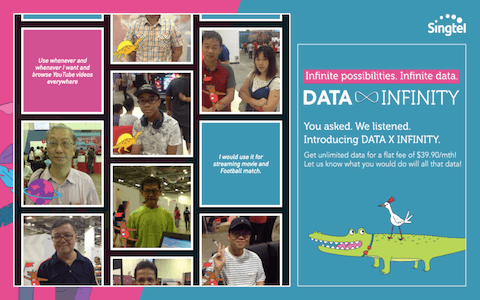 Singtel
Use whenever and
whenever I want and
browse YouTube videos
everywhere
I would use it for
streaming movie and
Football match.
Infinite possibilities. Infinite data.
DATA ∞ INFINITY
You asked. We listened.
Introducing DATA X INFINITY.
Get unlimited data for a flat fee of $39.90/mth!
Let us know what you would do will all that data!